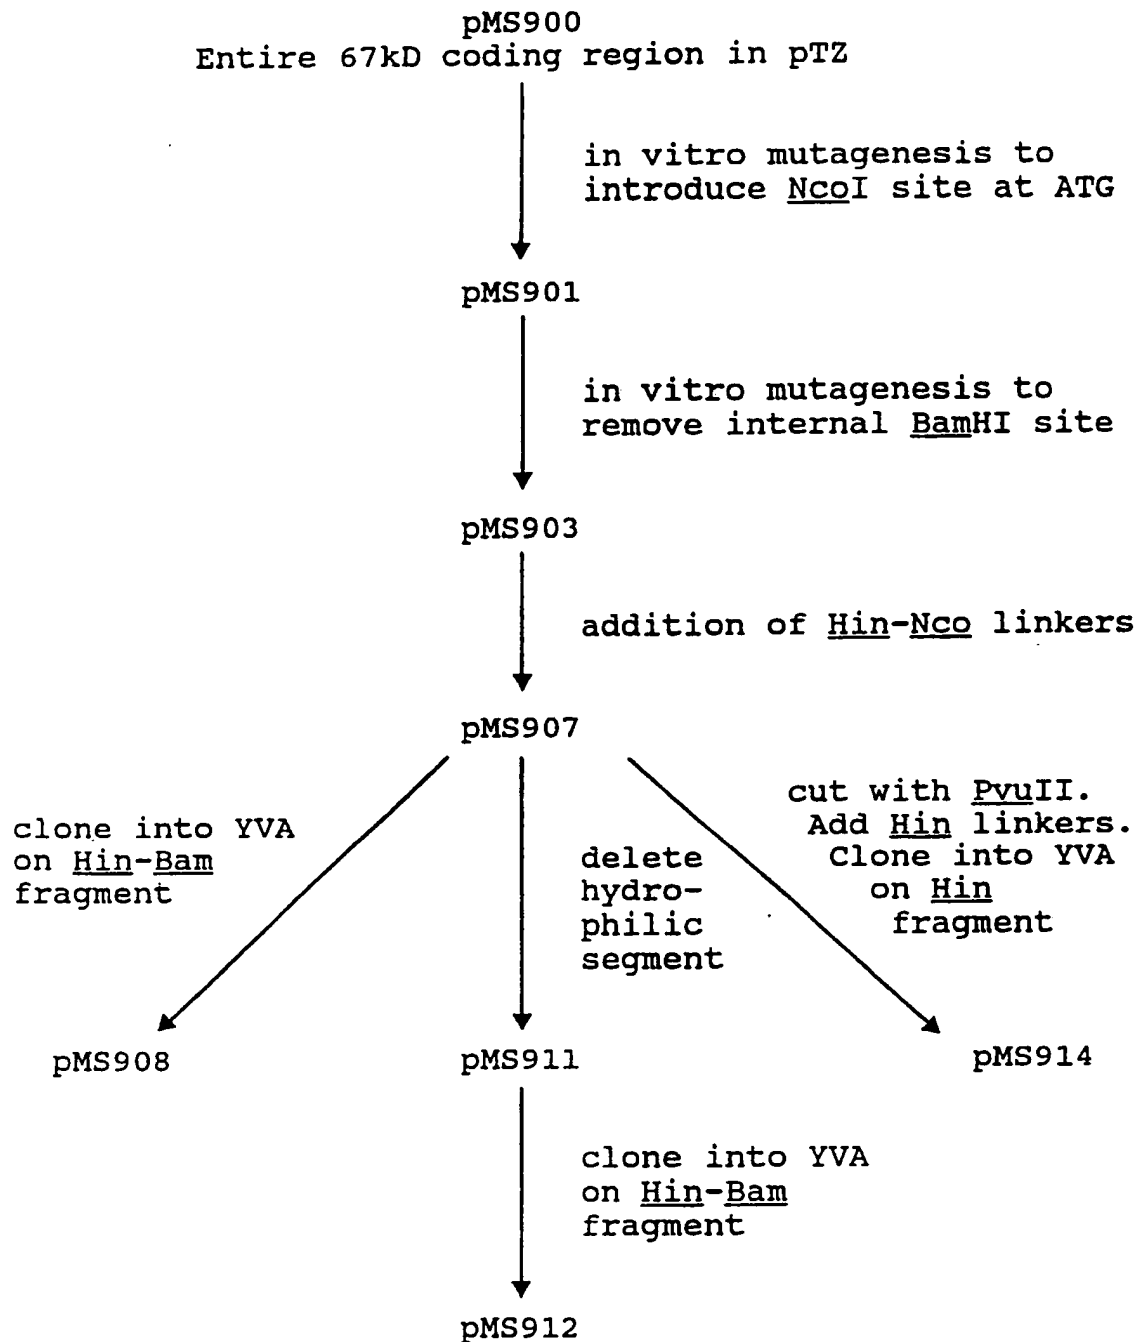 pMS900
Entire 67kD coding region in pTZ
in vitro mutagenesis to
introduce NcoI site at ATG
pMS901
in vitro mutagenesis to
remove internal BamHI site
pMS903
addition of Hin-Nco linkers
pMS907
clone into YVA
on Hin-Bam
fragment
delete
hydro-
philic
segment
cut with PvuII.
Add Hin linkers.
Clone into YVA
on Hin
fragment
pMS908
pMS911
pMS914
clone into YVA
on Hin-Bam
fragment
pMS912